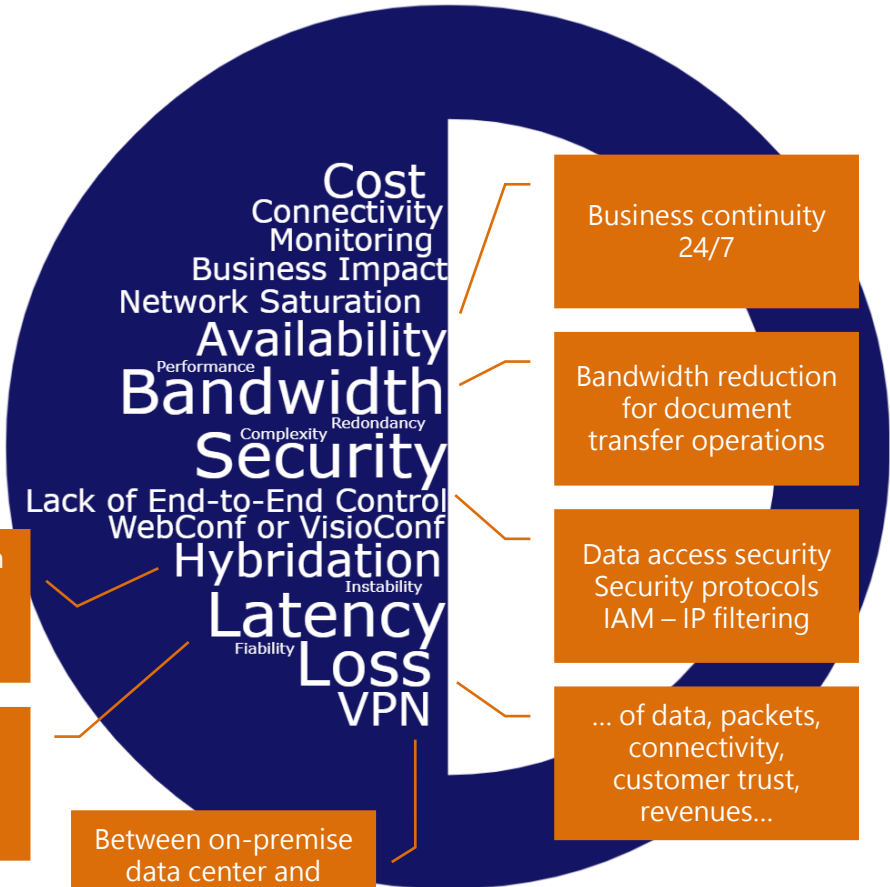 Cost
Connectivity
Monitoring
Business Impact
Network Saturation
Availability
Performance
Bandwidth
Redondancy
Complexity
Security
Lack of End-to-End Control
WebConf or VisioConf
Hybridation
Instability
Latency
Fiability
Loss
VPN
Business continuity
24/7
Bandwidth reduction
for document
transfer operations
Data access security
Security protocols
IAM – IP filtering
... of data, packets,
connectivity,
customer trust,
revenues...
Between on-premise
data center and